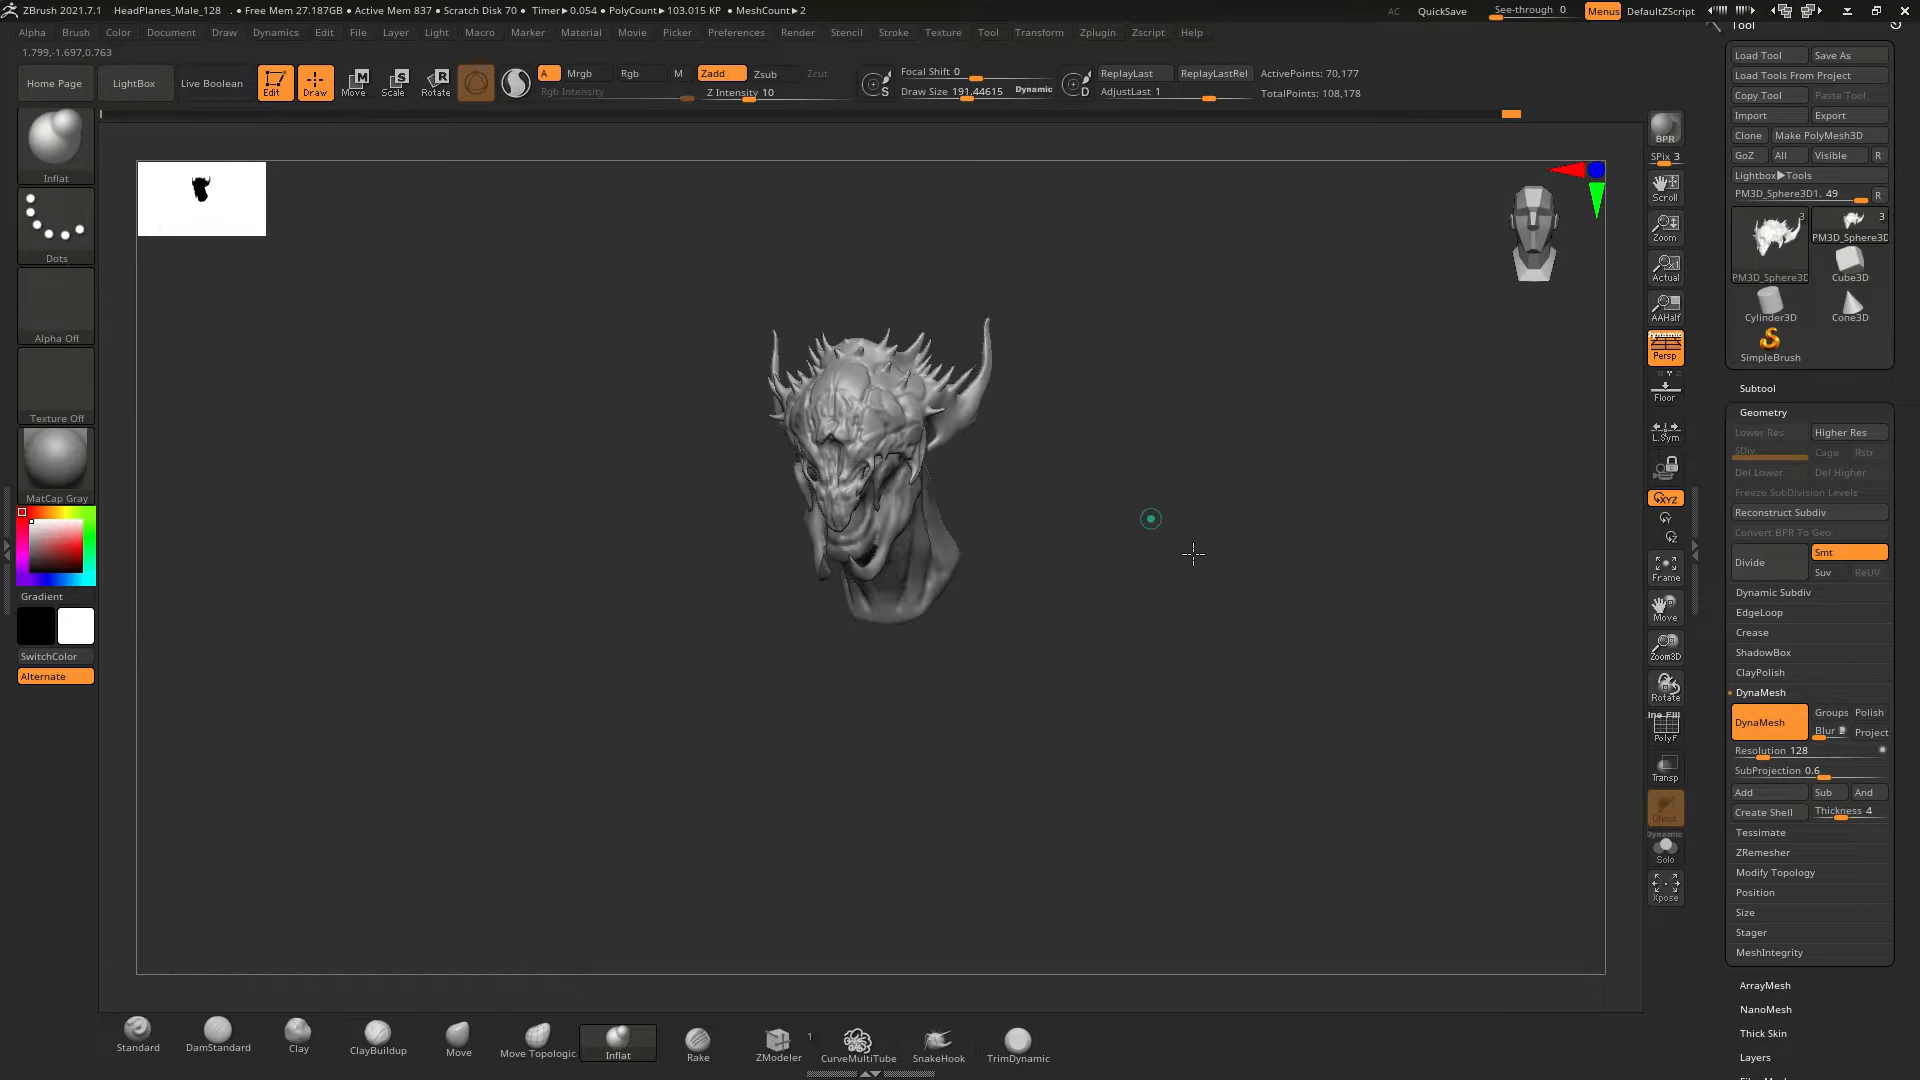 ZBrush 2021.7.1 HeadPlanes_Male_128 . • Free Mem 27.187GB • Active Mem 837 • Scratch Disk 70 • Timer▸0.054 • PolyCount▸103.015 KP • MeshCount▸2 AC QuickSave See-through 0 Menus DefaultZScript
Alpha Brush Color Document Draw Dynamics Edit File Layer Light Macro Marker Material Movie Picker Preferences Render Stencil Stroke Texture Tool Transform Zplugin Zscript Help
1.799,-1.697,0.763
Home Page LightBox Live Boolean Edit Draw Move Scale Rotate A Mrgb Rgb M Zadd Zsub Zcut Focal Shift 0 ReplayLast ReplayLastRel ActivePoints: 70,177
Rgb Intensity Z Intensity 10 S Draw Size 191.44615 Dynamic D AdjustLast 1 TotalPoints: 108,178
Inflat
Dots
Alpha Off
Texture Off
MatCap Gray
Gradient
SwitchColor
Alternate
BPR
SPix 3
Scroll
Zoom
Actual
AAHalf
Dynamic
Persp
Floor
L.Sym
XYZ
Y
Z
Frame
Move
Zoom3D
Rotate
Line Fill
PolyF
Transp
Ghost
Dynamic
Solo
Xpose
Tool
Load Tool Save As
Load Tools From Project
Copy Tool Paste Tool
Import Export
Clone Make PolyMesh3D
GoZ All Visible R
Lightbox▶Tools
PM3D_Sphere3D1. 49 R
3 3
PM3D_Sphere3D
PM3D_Sphere3D Cube3D
Cylinder3D Cone3D
SimpleBrush
Subtool
Geometry
Lower Res Higher Res
SDiv Cage Rstr
Del Lower Del Higher
Freeze SubDivision Levels
Reconstruct Subdiv
Convert BPR To Geo
Divide Smt
Suv ReUV
Dynamic Subdiv
EdgeLoop
Crease
ShadowBox
ClayPolish
DynaMesh
DynaMesh Groups Polish
Blur 2 Project
Resolution 128
SubProjection 0.6
Add Sub And
Create Shell Thickness 4
Tessimate
ZRemesher
Modify Topology
Position
Size
Stager
MeshIntegrity
ArrayMesh
NanoMesh
Thick Skin
Layers
Standard DamStandard Clay ClayBuildup Move Move Topologic Inflat Rake ZModeler 1 CurveMultiTube SnakeHook TrimDynamic